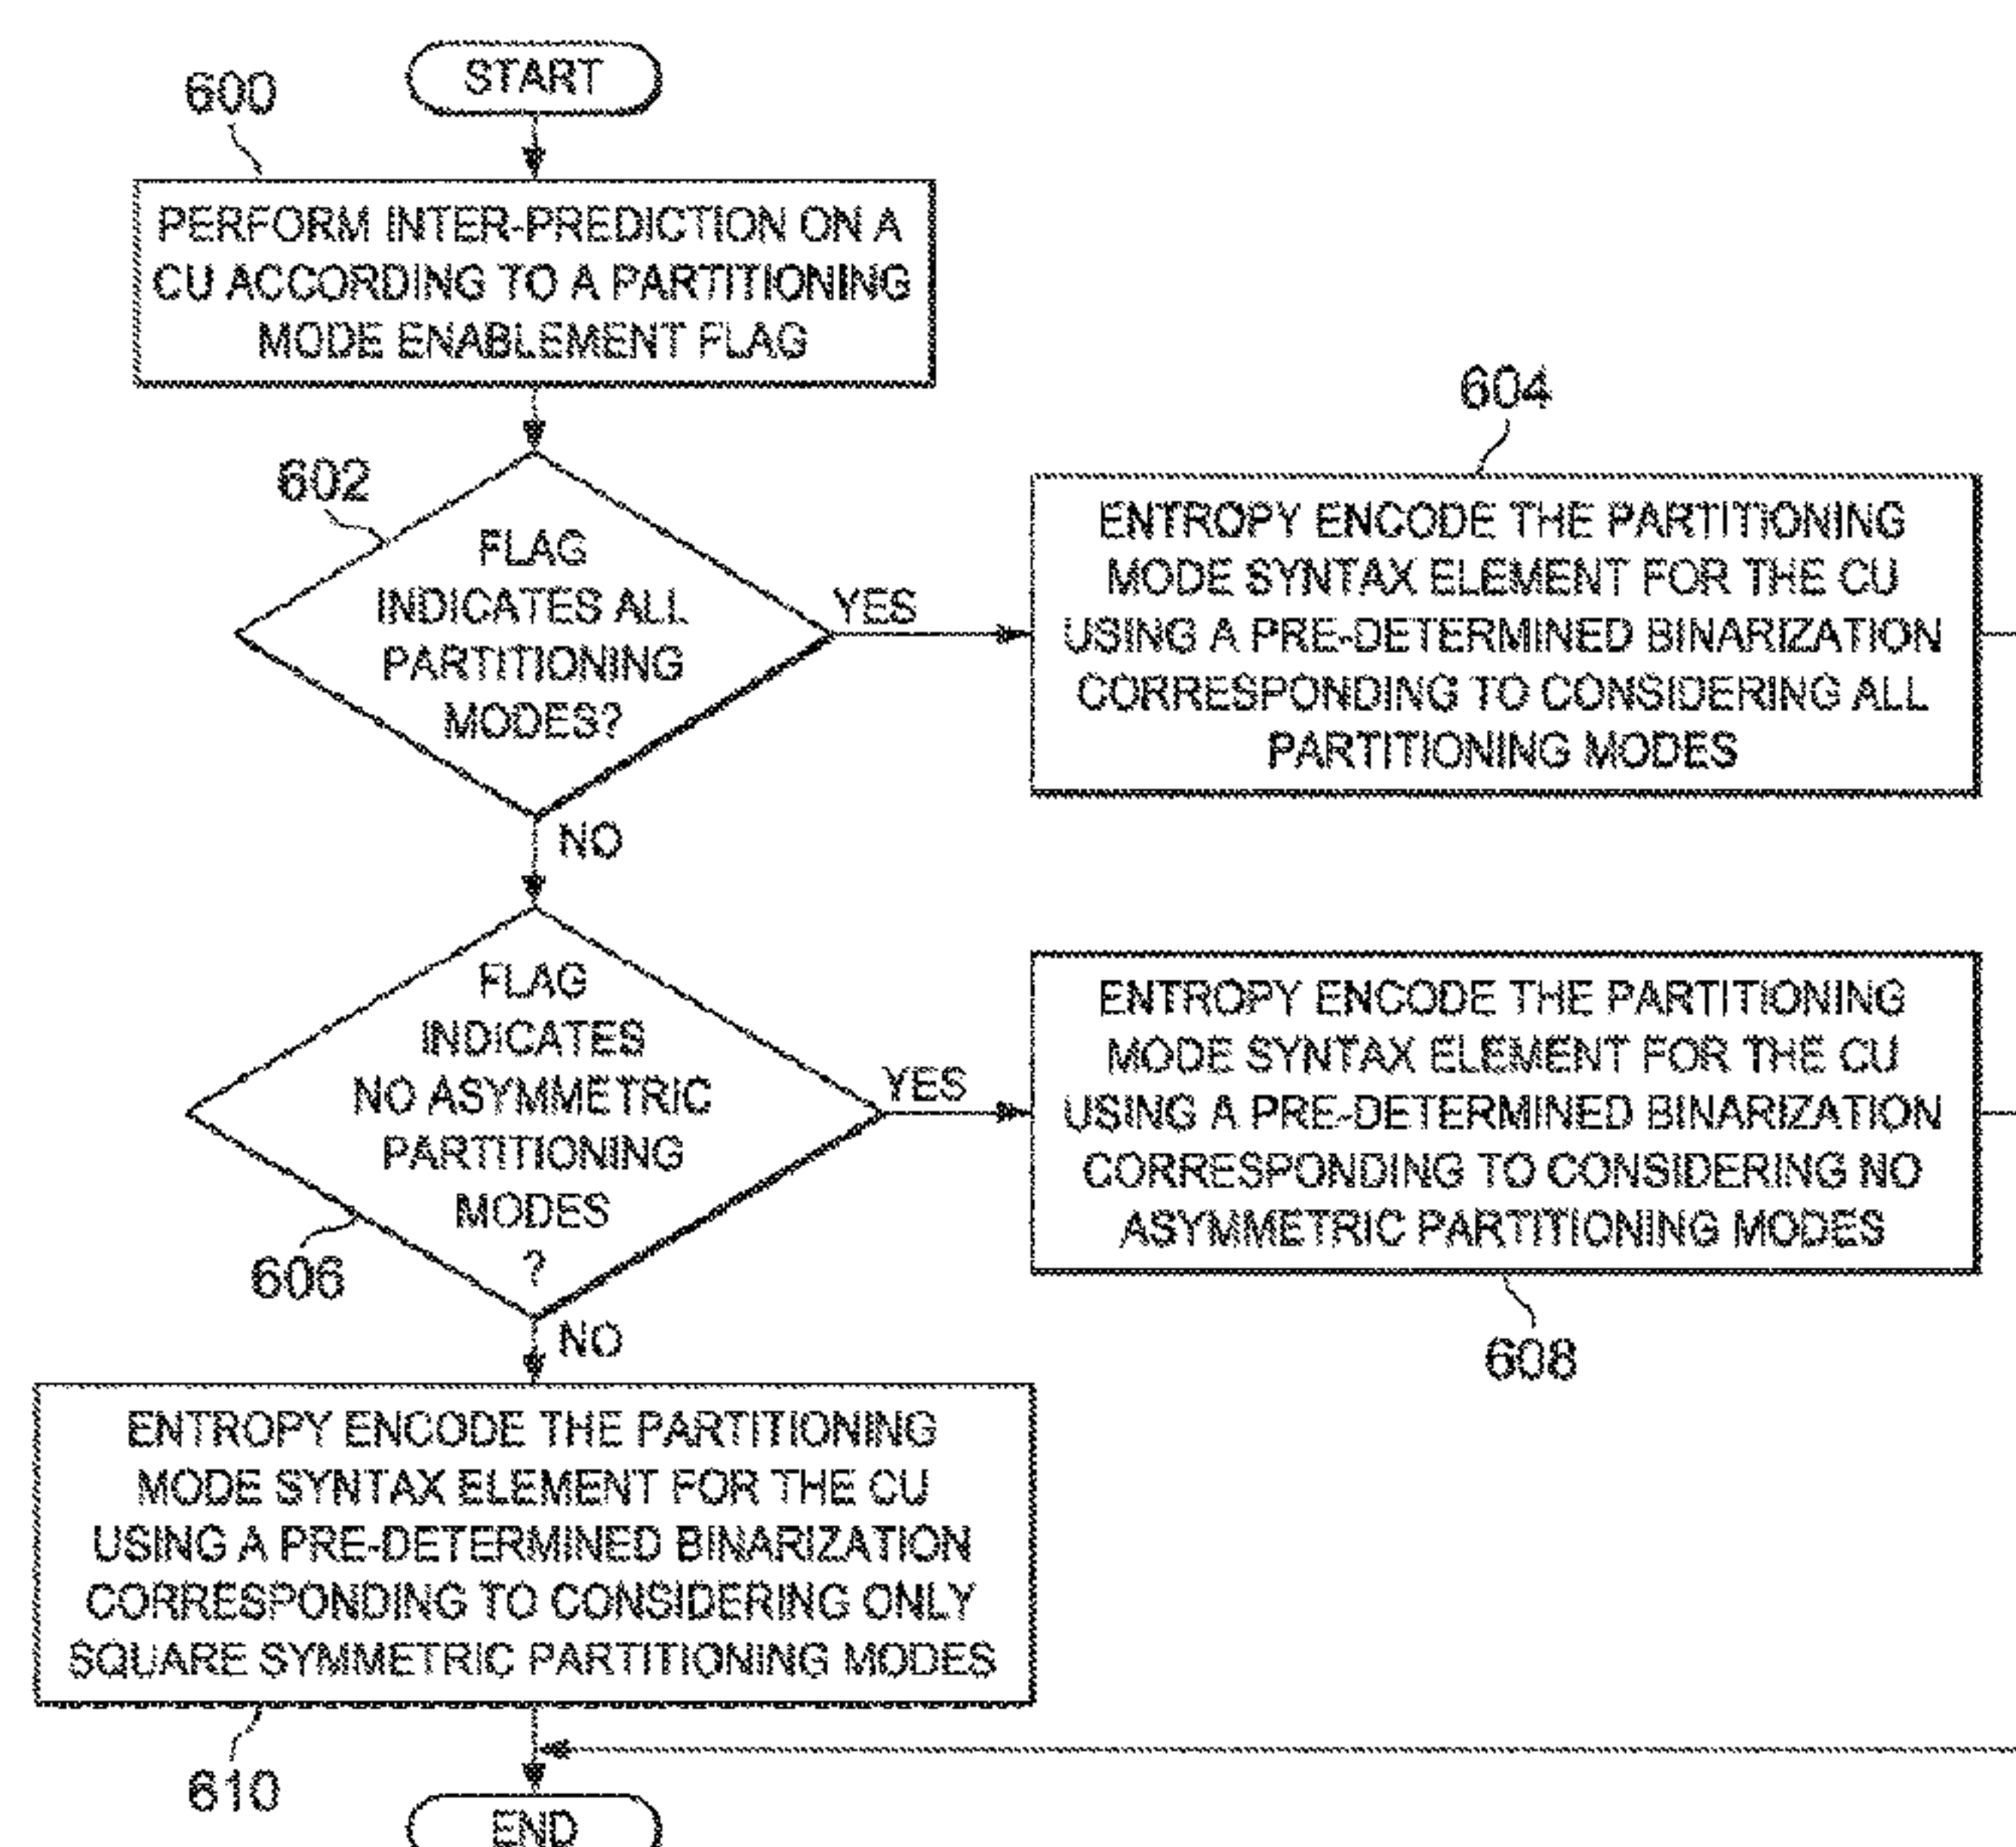 START
600
PERFORM INTER-PREDICTION ON A
CU ACCORDING TO A PARTITIONING
MODE ENABLEMENT FLAG
602
FLAG
INDICATES ALL
PARTITIONING
MODES?
YES
604
ENTROPY ENCODE THE PARTITIONING
MODE SYNTAX ELEMENT FOR THE CU
USING A PRE-DETERMINED BINARIZATION
CORRESPONDING TO CONSIDERING ALL
PARTITIONING MODES
NO
FLAG
INDICATES
NO ASYMMETRIC
PARTITIONING
MODES
?
606
YES
ENTROPY ENCODE THE PARTITIONING
MODE SYNTAX ELEMENT FOR THE CU
USING A PRE-DETERMINED BINARIZATION
CORRESPONDING TO CONSIDERING NO
ASYMMETRIC PARTITIONING MODES
608
NO
ENTROPY ENCODE THE PARTITIONING
MODE SYNTAX ELEMENT FOR THE CU
USING A PRE-DETERMINED BINARIZATION
CORRESPONDING TO CONSIDERING ONLY
SQUARE SYMMETRIC PARTITIONING MODES
610
END